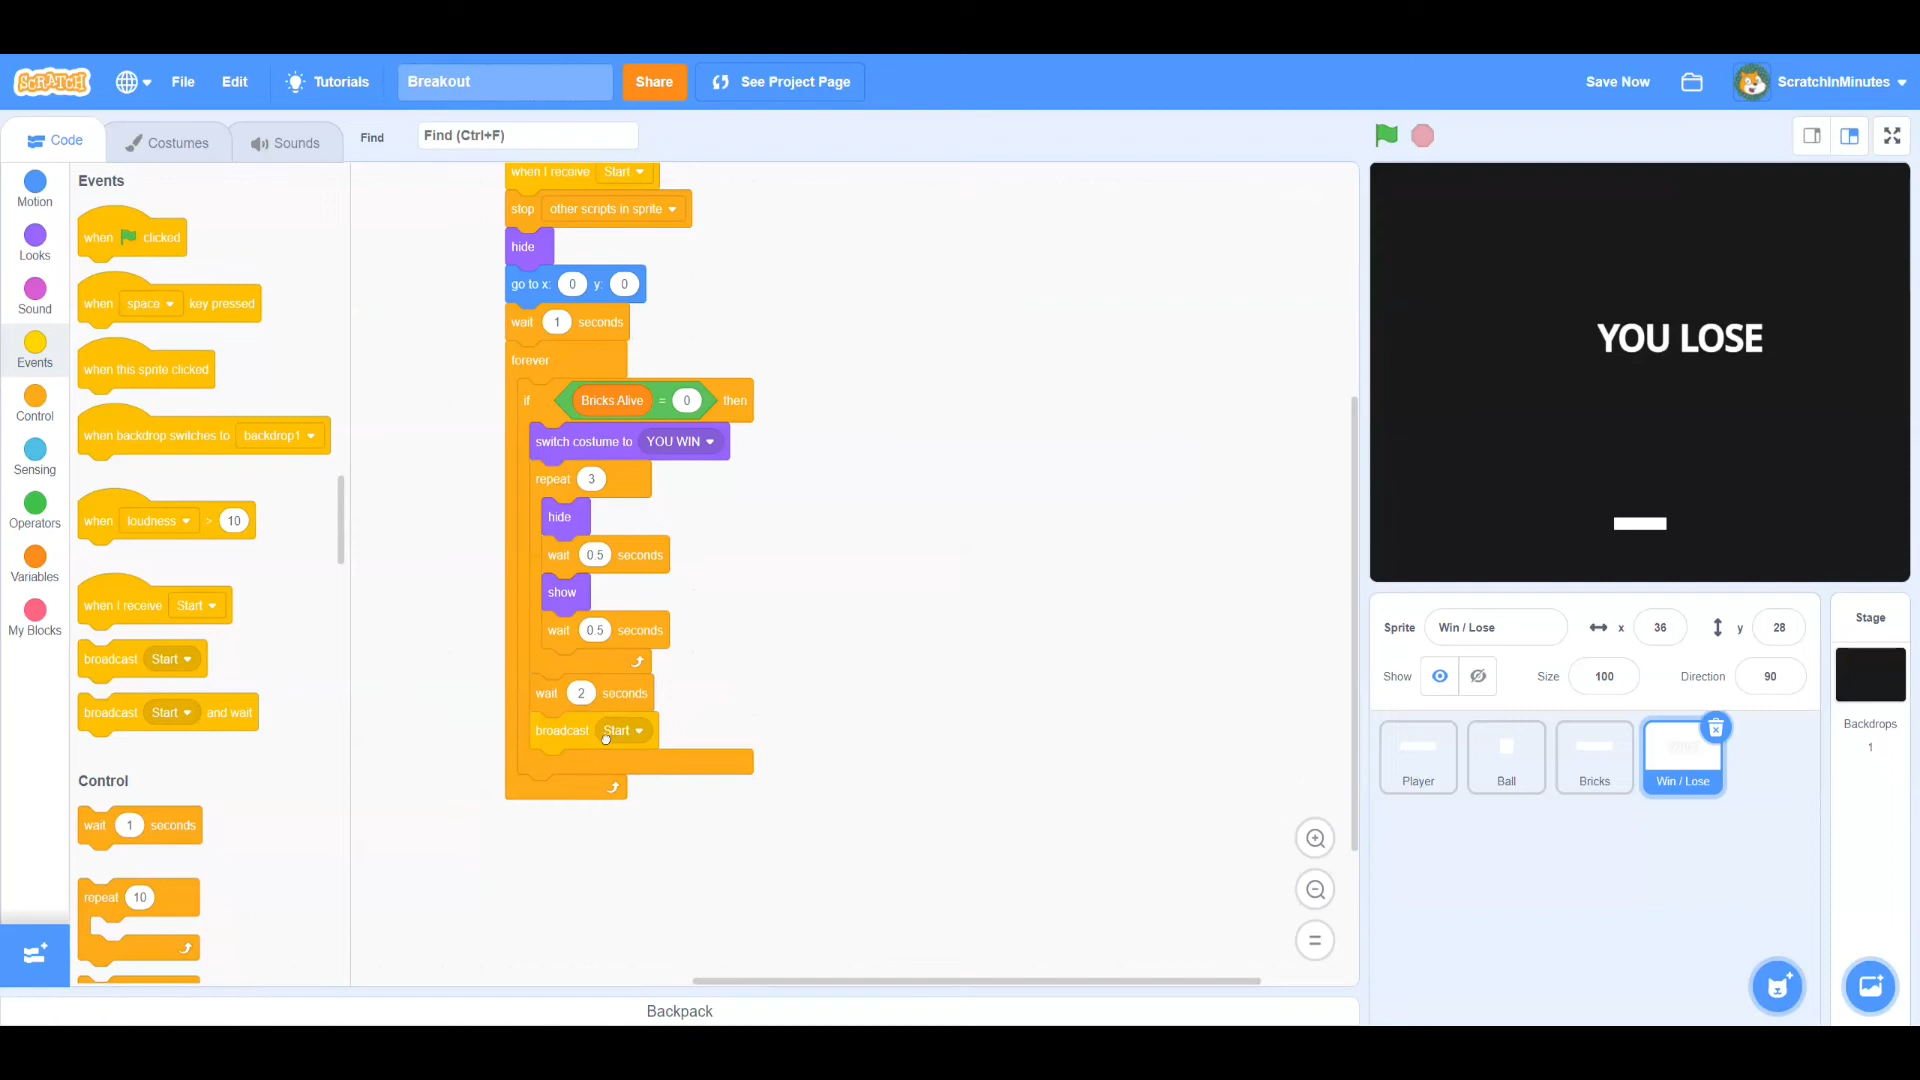 SCRATCH File Edit Tutorials Breakout Share See Project Page Save Now ScratchInMinutes
Code Costumes Sounds Find Find (Ctrl+F)
Motion
Looks
Sound
Events
Control
Sensing
Operators
Variables
My Blocks
Events
when clicked
when space key pressed
when this sprite clicked
when backdrop switches to backdrop1
when loudness > 10
when I receive Start
broadcast Start
broadcast Start and wait
Control
wait 1 seconds
repeat 10
when I receive Start
stop other scripts in sprite
hide
go to x: 0 y: 0
wait 1 seconds
forever
if Bricks Alive = 0 then
switch costume to YOU WIN
repeat 3
hide
wait 0.5 seconds
show
wait 0.5 seconds
wait 2 seconds
broadcast Start
Backpack
YOU LOSE
Sprite Win / Lose x 36 y 28
Show Size 100 Direction 90
Player Ball Bricks Win / Lose
Stage
Backdrops
1